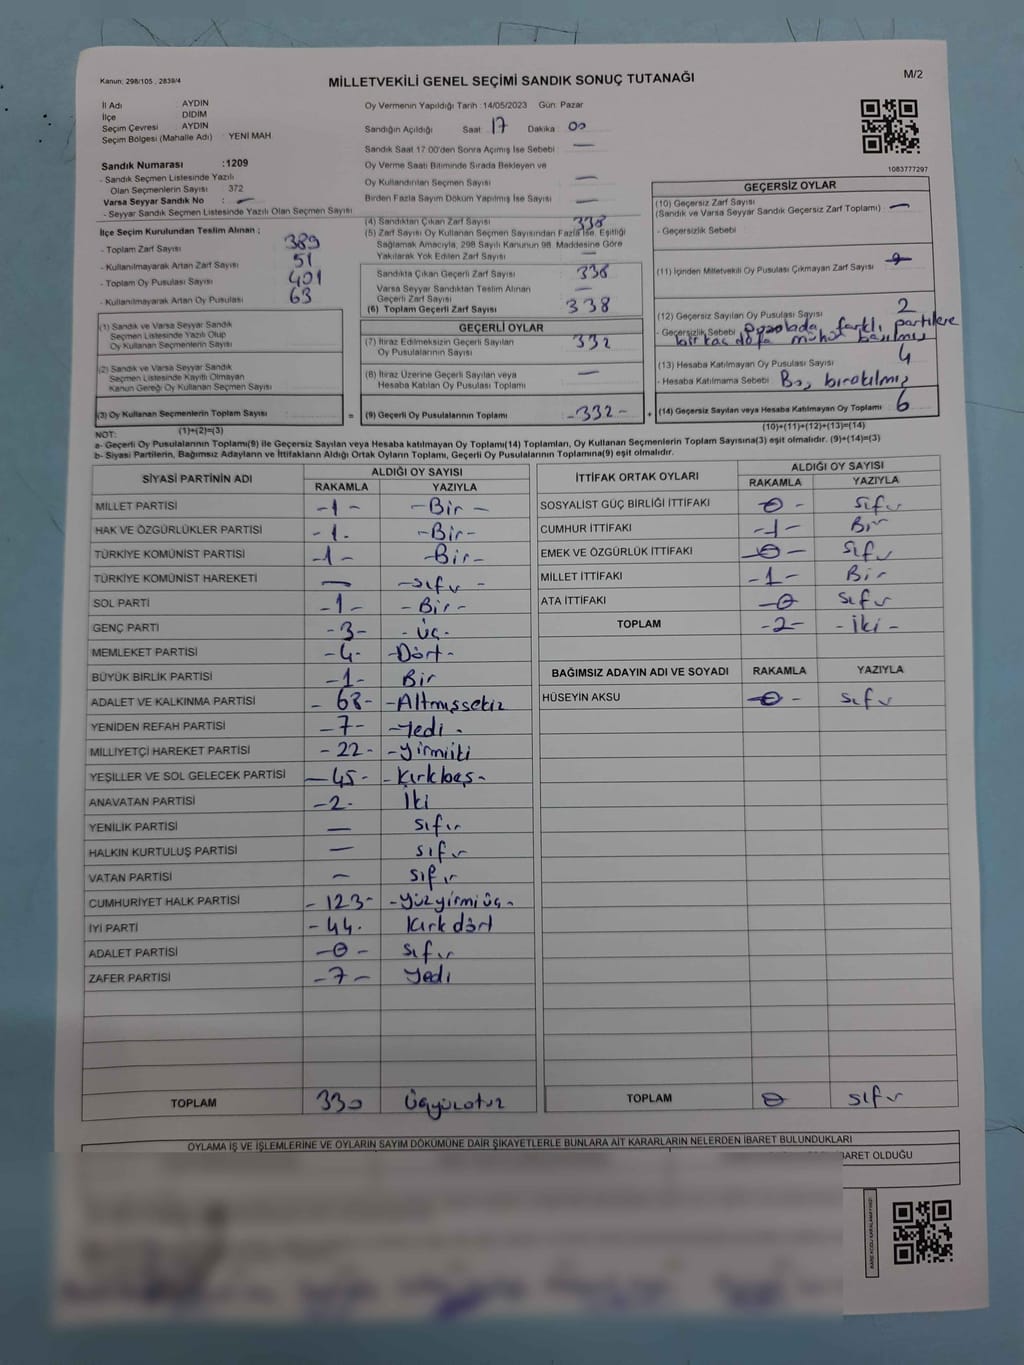 Kanun: 298/105 , 2839/4
MİLLETVEKİLİ GENEL SEÇİMİ SANDIK SONUÇ TUTANAĞI
M/2
İl Adı : AYDIN
İlçe : DİDİM
Seçim Çevresi : AYDIN
Seçim Bölgesi (Mahalle Adı) : YENİ MAH.
Oy Vermenin Yapıldığı Tarih : 14/05/2023 Gün: Pazar
Sandığın Açıldığı Saat 17 Dakika 00
Sandık Saat 17:00'den Sonra Açımış İse Sebebi : —
Oy Verme Saati Bitiminde Sırada Bekleyen ve
Oy Kullandırılan Seçmen Sayısı —
Birden Fazla Sayım Döküm Yapılmış İse Sayısı —
1083777297
Sandık Numarası :1209
- Sandık Seçmen Listesinde Yazılı
Olan Seçmenlerin Sayısı : 372
Varsa Seyyar Sandık No : —
- Seyyar Sandık Seçmen Listesinde Yazılı Olan Seçmen Sayısı
İlçe Seçim Kurulundan Teslim Alınan ;
- Toplam Zarf Sayısı 389
- Kullanılmayarak Artan Zarf Sayısı 51
- Toplam Oy Pusulası Sayısı 401
- Kullanılmayarak Artan Oy Pusulası 63
(4) Sandıktan Çıkan Zarf Sayısı 338
(5) Zarf Sayısı Oy Kullanan Seçmen Sayısından Fazla İse, Eşitliği
Sağlamak Amacıyla, 298 Sayılı Kanunun 98. Maddesine Göre
Yakılarak Yok Edilen Zarf Sayısı
Sandıkta Çıkan Geçerli Zarf Sayısı 338
Varsa Seyyar Sandıktan Teslim Alınan
Geçerli Zarf Sayısı —
(6) Toplam Geçerli Zarf Sayısı 338
GEÇERSİZ OYLAR
(10) Geçersiz Zarf Sayısı
(Sandık ve Varsa Seyyar Sandık Geçersiz Zarf Toplamı) : —
- Geçersizlik Sebebi
(11) İçinden Milletvekili Oy Pusulası Çıkmayan Zarf Sayısı
(12) Geçersiz Sayılan Oy Pusulası Sayısı 2
- Geçersizlik Sebebi farklı partilere
bir kaç defa mühür basılmış
(13) Hesaba Katılmayan Oy Pusulası Sayısı 4
- Hesaba Katılmama Sebebi Boş bırakılmış
(14) Geçersiz Sayılan veya Hesaba Katılmayan Oy Toplamı 6
(10)+(11)+(12)+(13)=(14)
(1) Sandık ve Varsa Seyyar Sandık
Seçmen Listesinde Yazılı Olup
Oy Kullanan Seçmenlerin Sayısı
(2) Sandık ve Varsa Seyyar Sandık
Seçmen Listesinde Kayıtlı Olmayan
Kanun Gereği Oy Kullanan Seçmen Sayısı
(3) Oy Kullanan Seçmenlerin Toplam Sayısı =
(1)+(2)=(3)
GEÇERLİ OYLAR
(7) İtiraz Edilmeksizin Geçerli Sayılan
Oy Pusulasının Sayısı 332
(8) İtiraz Üzerine Geçerli Sayılan veya
Hesaba Katılan Oy Pusulası Toplamı —
(9) Geçerli Oy Pusulalarının Toplamı -332- +
NOT:
a- Geçerli Oy Pusulalarının Toplamı(9) ile Geçersiz Sayılan veya Hesaba katılmayan Oy Toplamı(14) Toplamları, Oy Kullanan Seçmenlerin Toplam Sayısına(3) eşit olmalıdır. (9)+(14)=(3)
b- Siyasi Partilerin, Bağımsız Adayların ve İttifakların Aldığı Ortak Oyların Toplamı, Geçerli Oy Pusulalarının Toplamına(9) eşit olmalıdır.
SİYASİ PARTİNİN ADI ALDIĞI OY SAYISI
RAKAMLA YAZIYLA
MİLLET PARTİSİ -1- -Bir-
HAK VE ÖZGÜRLÜKLER PARTİSİ -1- -Bir-
TÜRKİYE KOMÜNİST PARTİSİ -1- -Bir-
TÜRKİYE KOMÜNİST HAREKETİ — -sıfır-
SOL PARTİ -1- -Bir-
GENÇ PARTİ -3- -üç-
MEMLEKET PARTİSİ -4- -Dört-
BÜYÜK BİRLİK PARTİSİ -1- Bir
ADALET VE KALKINMA PARTİSİ -68- -Altmışsekiz
YENİDEN REFAH PARTİSİ -7- -Yedi-
MİLLİYETÇİ HAREKET PARTİSİ -22- -yirmiiki
YEŞİLLER VE SOL GELECEK PARTİSİ -45- -Kırkbeş-
ANAVATAN PARTİSİ -2- İki
YENİLİK PARTİSİ — sıfır
HALKIN KURTULUŞ PARTİSİ — sıfır
VATAN PARTİSİ — sıfır
CUMHURİYET HALK PARTİSİ -123- -yüzyirmiüç-
İYİ PARTİ -44- Kırkdört
ADALET PARTİSİ -0- sıfır
ZAFER PARTİSİ -7- Yedi
TOPLAM 330 Üçyüzotuz
İTTİFAK ORTAK OYLARI ALDIĞI OY SAYISI
RAKAMLA YAZIYLA
SOSYALİST GÜÇ BİRLİĞİ İTTİFAKI 0 - sıfır
CUMHUR İTTİFAKI -1- Bir
EMEK VE ÖZGÜRLÜK İTTİFAKI -0- sıfır
MİLLET İTTİFAKI -1- Bir
ATA İTTİFAKI -0 sıfır
TOPLAM -2- -İki-
BAĞIMSIZ ADAYIN ADI VE SOYADI RAKAMLA YAZIYLA
HÜSEYİN AKSU -0- sıfır
TOPLAM 0 sıfır
OYLAMA İŞ VE İŞLEMLERİNE VE OYLARIN SAYIM DÖKÜMÜNE DAİR ŞİKAYETLERLE BUNLARA AİT KARARLARIN NELERDEN İBARET BULUNDUKLARI
İBARET OLDUĞU